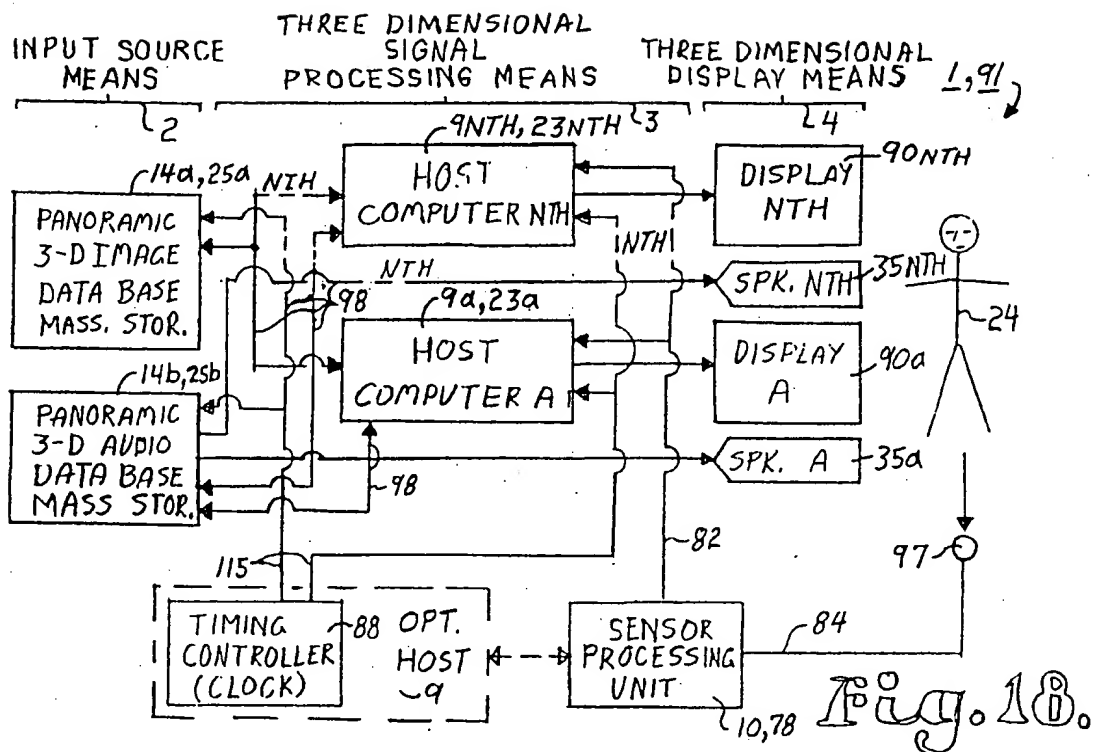 INPUT SOURCE
MEANS
2
THREE DIMENSIONAL
SIGNAL
PROCESSING MEANS
3
THREE DIMENSIONAL
DISPLAY MEANS
4
1, 91
14a, 25a
PANORAMIC
3-D IMAGE
DATA BASE
MASS. STOR.
NTH
9NTH, 23NTH
HOST
COMPUTER NTH
90NTH
DISPLAY
NTH
NTH
NTH
SPK. NTH
35NTH
98
9a, 23a
HOST
COMPUTER A
DISPLAY
A
90a
24
14b, 25b
PANORAMIC
3-D AUDIO
DATA BASE
MASS STOR.
98
SPK. A
35a
82
97
115
TIMING
CONTROLLER
(CLOCK)
88
OPT.
HOST
9
SENSOR
PROCESSING
UNIT
84
10, 78
Fig. 18.